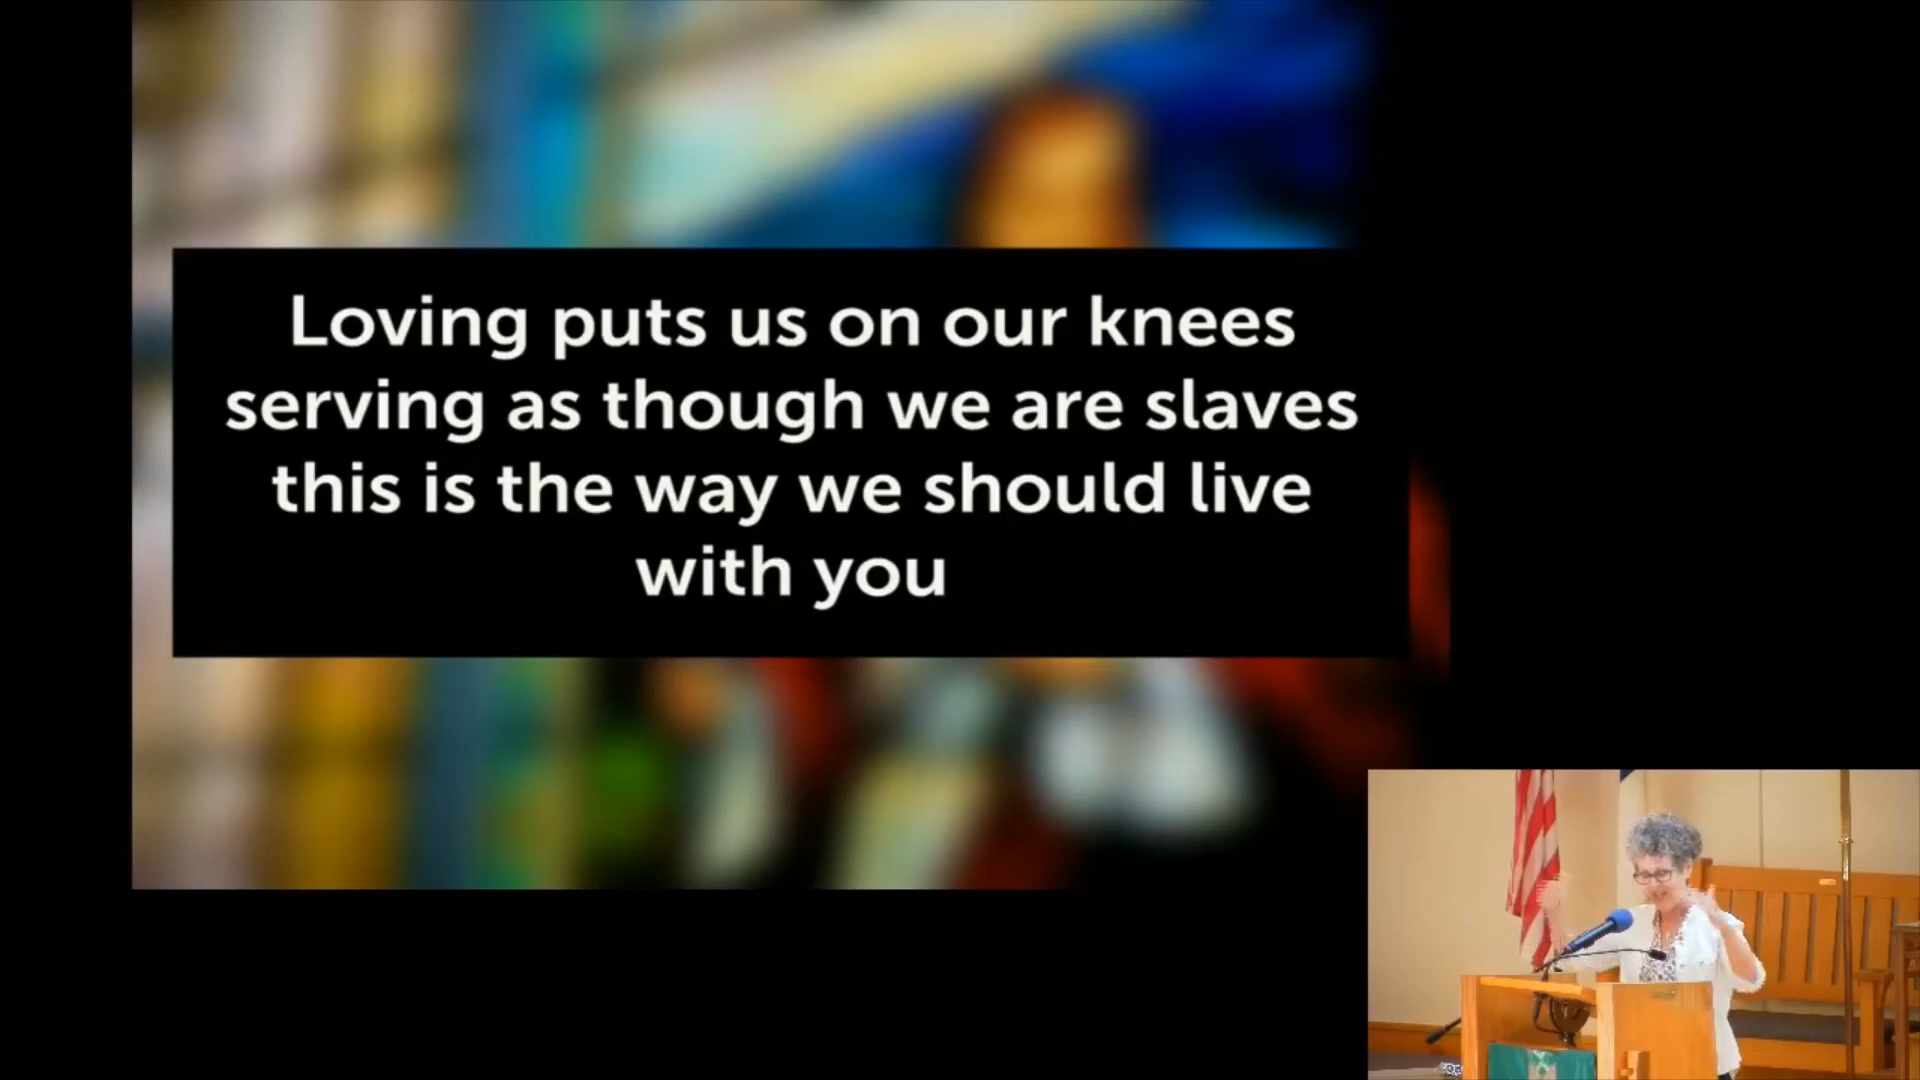 Loving puts us on our knees
serving as though we are slaves
this is the way we should live
with you